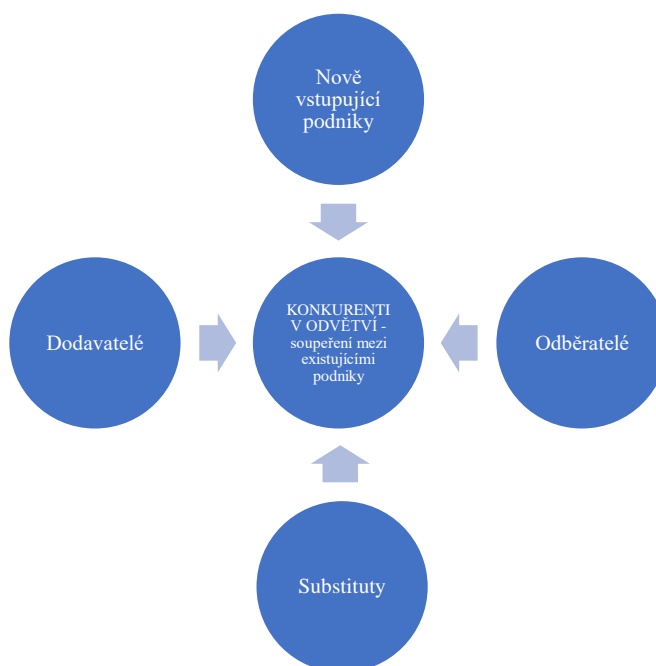 Nově
vstupující
podniky
Dodavatelé
KONKURENTI
V ODVĚTVÍ -
soupeření mezi
existujícími
podniky
Odběratelé
Substituty